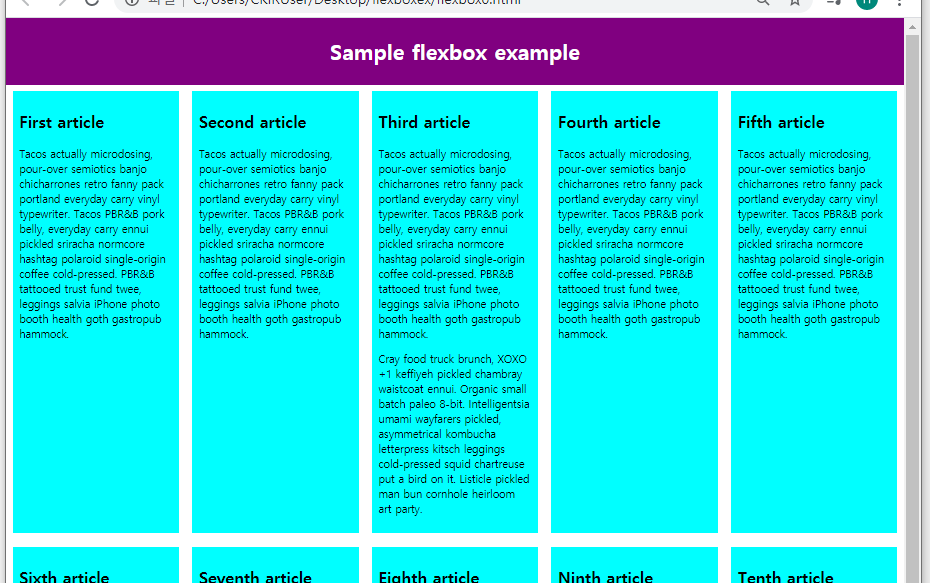 파일 | C:/Users/CKIRUser/Desktop/flexboxex/flexbox0.html
Sample flexbox example
First article
Tacos actually microdosing,
pour-over semiotics banjo
chicharrones retro fanny pack
portland everyday carry vinyl
typewriter. Tacos PBR&B pork
belly, everyday carry ennui
pickled sriracha normcore
hashtag polaroid single-origin
coffee cold-pressed. PBR&B
tattooed trust fund twee,
leggings salvia iPhone photo
booth health goth gastropub
hammock.
Second article
Tacos actually microdosing,
pour-over semiotics banjo
chicharrones retro fanny pack
portland everyday carry vinyl
typewriter. Tacos PBR&B pork
belly, everyday carry ennui
pickled sriracha normcore
hashtag polaroid single-origin
coffee cold-pressed. PBR&B
tattooed trust fund twee,
leggings salvia iPhone photo
booth health goth gastropub
hammock.
Third article
Tacos actually microdosing,
pour-over semiotics banjo
chicharrones retro fanny pack
portland everyday carry vinyl
typewriter. Tacos PBR&B pork
belly, everyday carry ennui
pickled sriracha normcore
hashtag polaroid single-origin
coffee cold-pressed. PBR&B
tattooed trust fund twee,
leggings salvia iPhone photo
booth health goth gastropub
hammock.
Cray food truck brunch, XOXO
+1 keffiyeh pickled chambray
waistcoat ennui. Organic small
batch paleo 8-bit. Intelligentsia
umami wayfarers pickled,
asymmetrical kombucha
letterpress kitsch leggings
cold-pressed squid chartreuse
put a bird on it. Listicle pickled
man bun cornhole heirloom
art party.
Fourth article
Tacos actually microdosing,
pour-over semiotics banjo
chicharrones retro fanny pack
portland everyday carry vinyl
typewriter. Tacos PBR&B pork
belly, everyday carry ennui
pickled sriracha normcore
hashtag polaroid single-origin
coffee cold-pressed. PBR&B
tattooed trust fund twee,
leggings salvia iPhone photo
booth health goth gastropub
hammock.
Fifth article
Tacos actually microdosing,
pour-over semiotics banjo
chicharrones retro fanny pack
portland everyday carry vinyl
typewriter. Tacos PBR&B pork
belly, everyday carry ennui
pickled sriracha normcore
hashtag polaroid single-origin
coffee cold-pressed. PBR&B
tattooed trust fund twee,
leggings salvia iPhone photo
booth health goth gastropub
hammock.
Sixth article
Seventh article
Eighth article
Ninth article
Tenth article